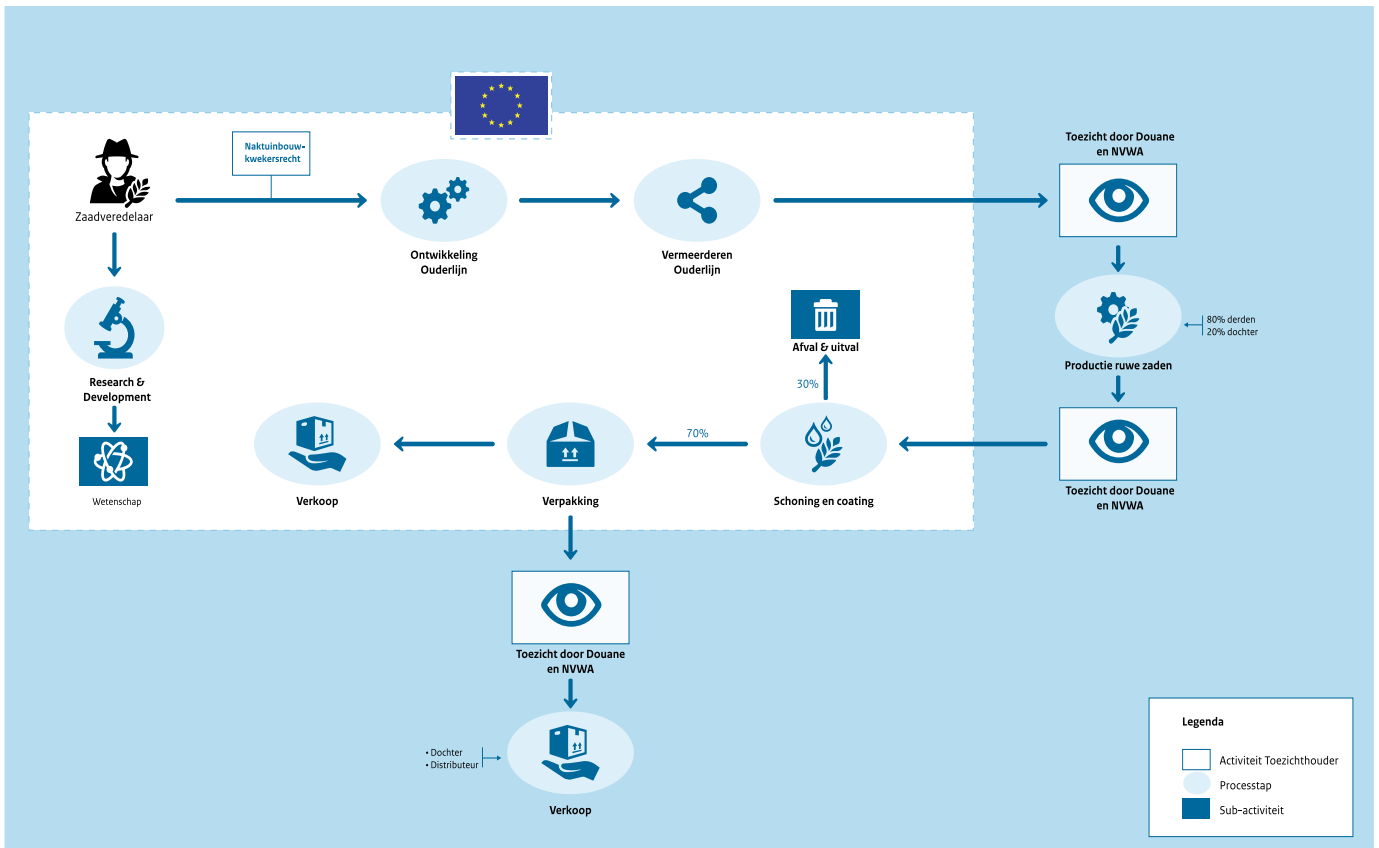 Naktuinbouw-
kwekersrecht
Zaadveredelaar
Ontwikkeling
Ouderlijn
Vermeerderen
Ouderlijn
Toezicht door Douane
en NVWA
Productie ruwe zaden
80% derden
20% dochter
Toezicht door Douane
en NVWA
Research &
Development
Wetenschap
Afval & uitval
30%
Schoning en coating
70%
Verpakking
Verkoop
Toezicht door Douane
en NVWA
• Dochter
• Distributeur
Verkoop
Legenda
Activiteit Toezichthouder
Processtap
Sub-activiteit